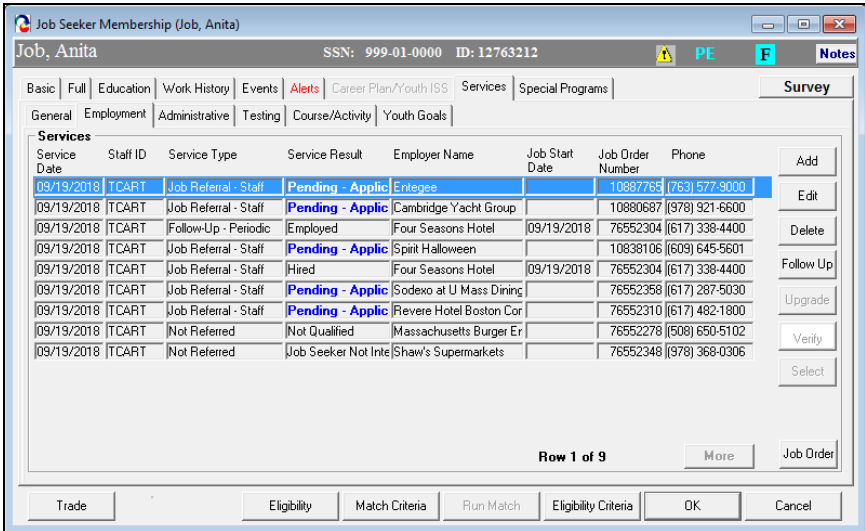 Job Seeker Membership (Job, Anita)
Job, Anita SSN: 999-01-0000 ID: 12763212 PE F Notes
Basic Full Education Work History Events Alerts Career Plan/Youth ISS Services Special Programs Survey
General Employment Administrative Testing Course/Activity Youth Goals
Services
Service Date Staff ID Service Type Service Result Employer Name Job Start Date Job Order Number Phone
09/19/2018 TCART Job Referral - Staff Pending - Applic Entegee 10887765 (763) 577-9000
09/19/2018 TCART Job Referral - Staff Pending - Applic Cambridge Yacht Group 10880687 (978) 921-6600
09/19/2018 TCART Follow-Up - Periodic Employed Four Seasons Hotel 09/19/2018 76552304 (617) 338-4400
09/19/2018 TCART Job Referral - Staff Pending - Applic Spirit Halloween 10838106 (609) 645-5601
09/19/2018 TCART Job Referral - Staff Hired Four Seasons Hotel 09/19/2018 76552304 (617) 338-4400
09/19/2018 TCART Job Referral - Staff Pending - Applic Sodexo at U Mass Dining 76552358 (617) 287-5030
09/19/2018 TCART Job Referral - Staff Pending - Applic Revere Hotel Boston Cor 76552310 (617) 482-1800
09/19/2018 TCART Not Referred Not Qualified Massachusetts Burger Er 76552278 (508) 650-5102
09/19/2018 TCART Not Referred Job Seeker Not Inte Shaw's Supermarkets 76552348 (978) 368-0306
Add
Edit
Delete
Follow Up
Upgrade
Verify
Select
Row 1 of 9 More Job Order
Trade Eligibility Match Criteria Run Match Eligibility Criteria OK Cancel